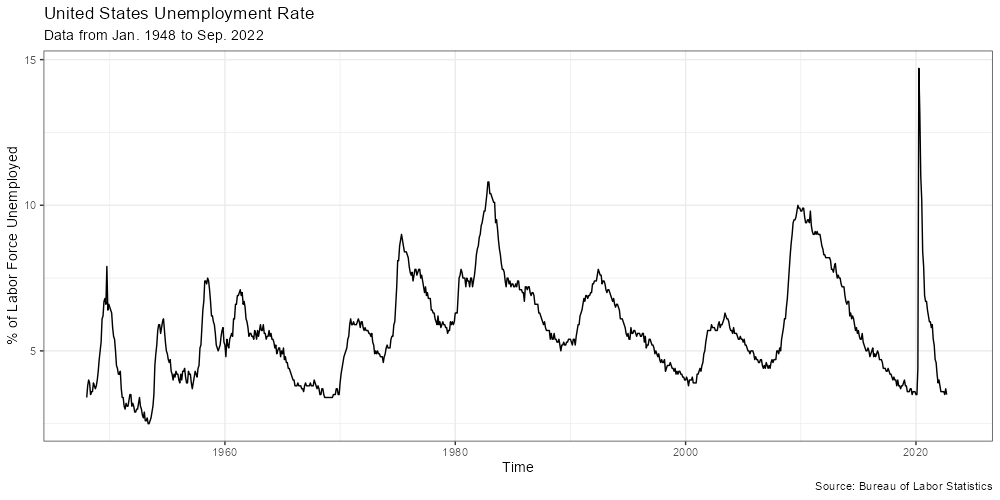 United States Unemployment Rate
Data from Jan. 1948 to Sep. 2022
% of Labor Force Unemployed
15
10
5
1960
1980
2000
2020
Time
Source: Bureau of Labor Statistics